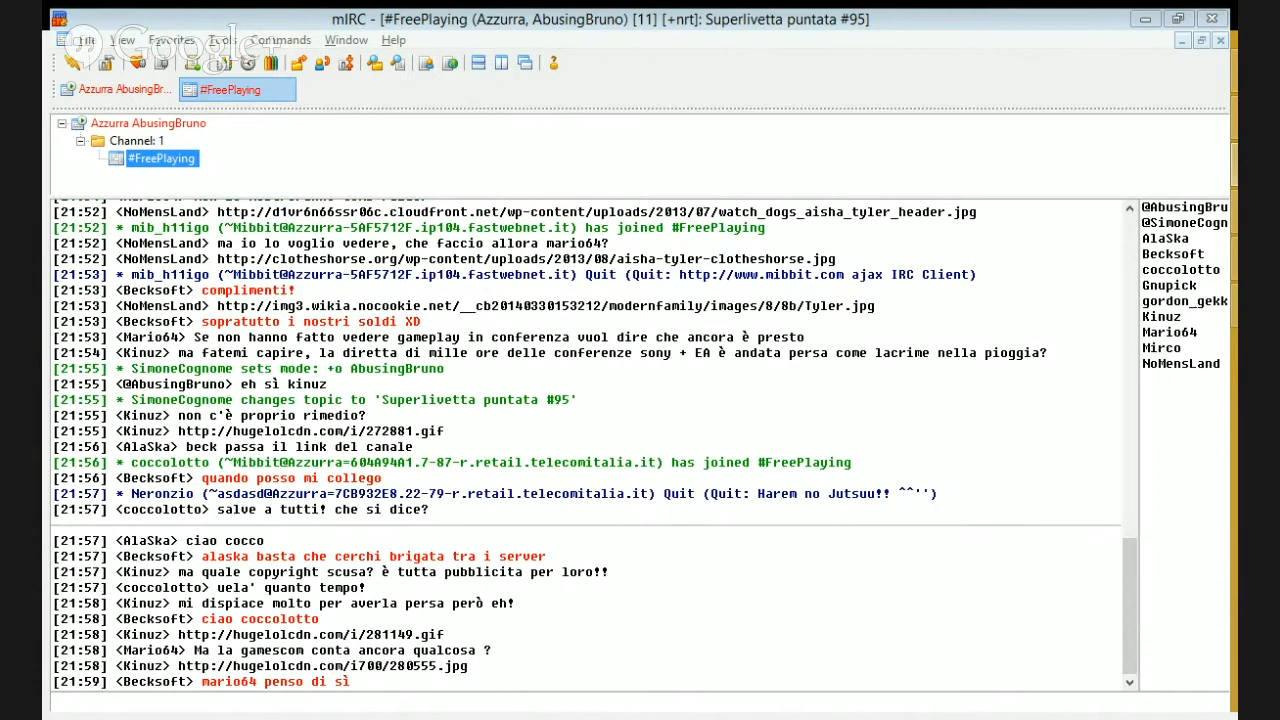 mIRC - [#FreePlaying (Azzurra, AbusingBruno) [11] [+nrt]: Superlivetta puntata #95]
File View Favorites Tools Commands Window Help
Azzurra AbusingBr... #FreePlaying
Azzurra AbusingBruno
Channel: 1
#FreePlaying
[21:52] <NoMensLand> http://d1vr6n66ssr06c.cloudfront.net/wp-content/uploads/2013/07/watch_dogs_aisha_tyler_header.jpg
[21:52] * mib_h11igo (~Mibbit@Azzurra-5AF5712F.ip104.fastwebnet.it) has joined #FreePlaying
[21:52] <NoMensLand> ma io lo voglio vedere, che faccio allora mario64?
[21:52] <NoMensLand> http://clotheshorse.org/wp-content/uploads/2013/08/aisha-tyler-clotheshorse.jpg
[21:53] * mib_h11igo (~Mibbit@Azzurra-5AF5712F.ip104.fastwebnet.it) Quit (Quit: http://www.mibbit.com ajax IRC Client)
[21:53] <Becksoft> complimenti!
[21:53] <NoMensLand> http://img3.wikia.nocookie.net/__cb20140330153212/modernfamily/images/8/8b/Tyler.jpg
[21:53] <Becksoft> sopratutto i nostri soldi XD
[21:53] <Mario64> Se non hanno fatto vedere gameplay in conferenza vuol dire che ancora è presto
[21:54] <Kinuz> ma fatemi capire, la diretta di mille ore delle conferenze sony + EA è andata persa come lacrime nella pioggia?
[21:55] * SimoneCognome sets mode: +o AbusingBruno
[21:55] <@AbusingBruno> eh sì kinuz
[21:55] * SimoneCognome changes topic to 'Superlivetta puntata #95'
[21:55] <Kinuz> non c'è proprio rimedio?
[21:55] <Kinuz> http://hugelolcdn.com/i/272881.gif
[21:56] <AlaSka> beck passa il link del canale
[21:56] * coccolotto (~Mibbit@Azzurra=604A94A1.7-87-r.retail.telecomitalia.it) has joined #FreePlaying
[21:56] <Becksoft> quando posso mi collego
[21:57] * Neronzio (~asdasd@Azzurra=7CB932E8.22-79-r.retail.telecomitalia.it) Quit (Quit: Harem no Jutsuu!! ^^'')
[21:57] <coccolotto> salve a tutti! che si dice?
[21:57] <AlaSka> ciao cocco
[21:57] <Becksoft> alaska basta che cerchi brigata tra i server
[21:57] <Kinuz> ma quale copyright scusa? è tutta pubblicita per loro!!
[21:57] <coccolotto> uela' quanto tempo!
[21:58] <Kinuz> mi dispiace molto per averla persa però eh!
[21:58] <Becksoft> ciao coccolotto
[21:58] <Kinuz> http://hugelolcdn.com/i/281149.gif
[21:58] <Mario64> Ma la gamescom conta ancora qualcosa ?
[21:58] <Kinuz> http://hugelolcdn.com/i700/280555.jpg
[21:59] <Becksoft> mario64 penso di sì
@AbusingBru
@SimoneCogn
AlaSka
Becksoft
coccolotto
Gnupick
gordon_gekk
Kinuz
Mario64
Mirco
NoMensLand